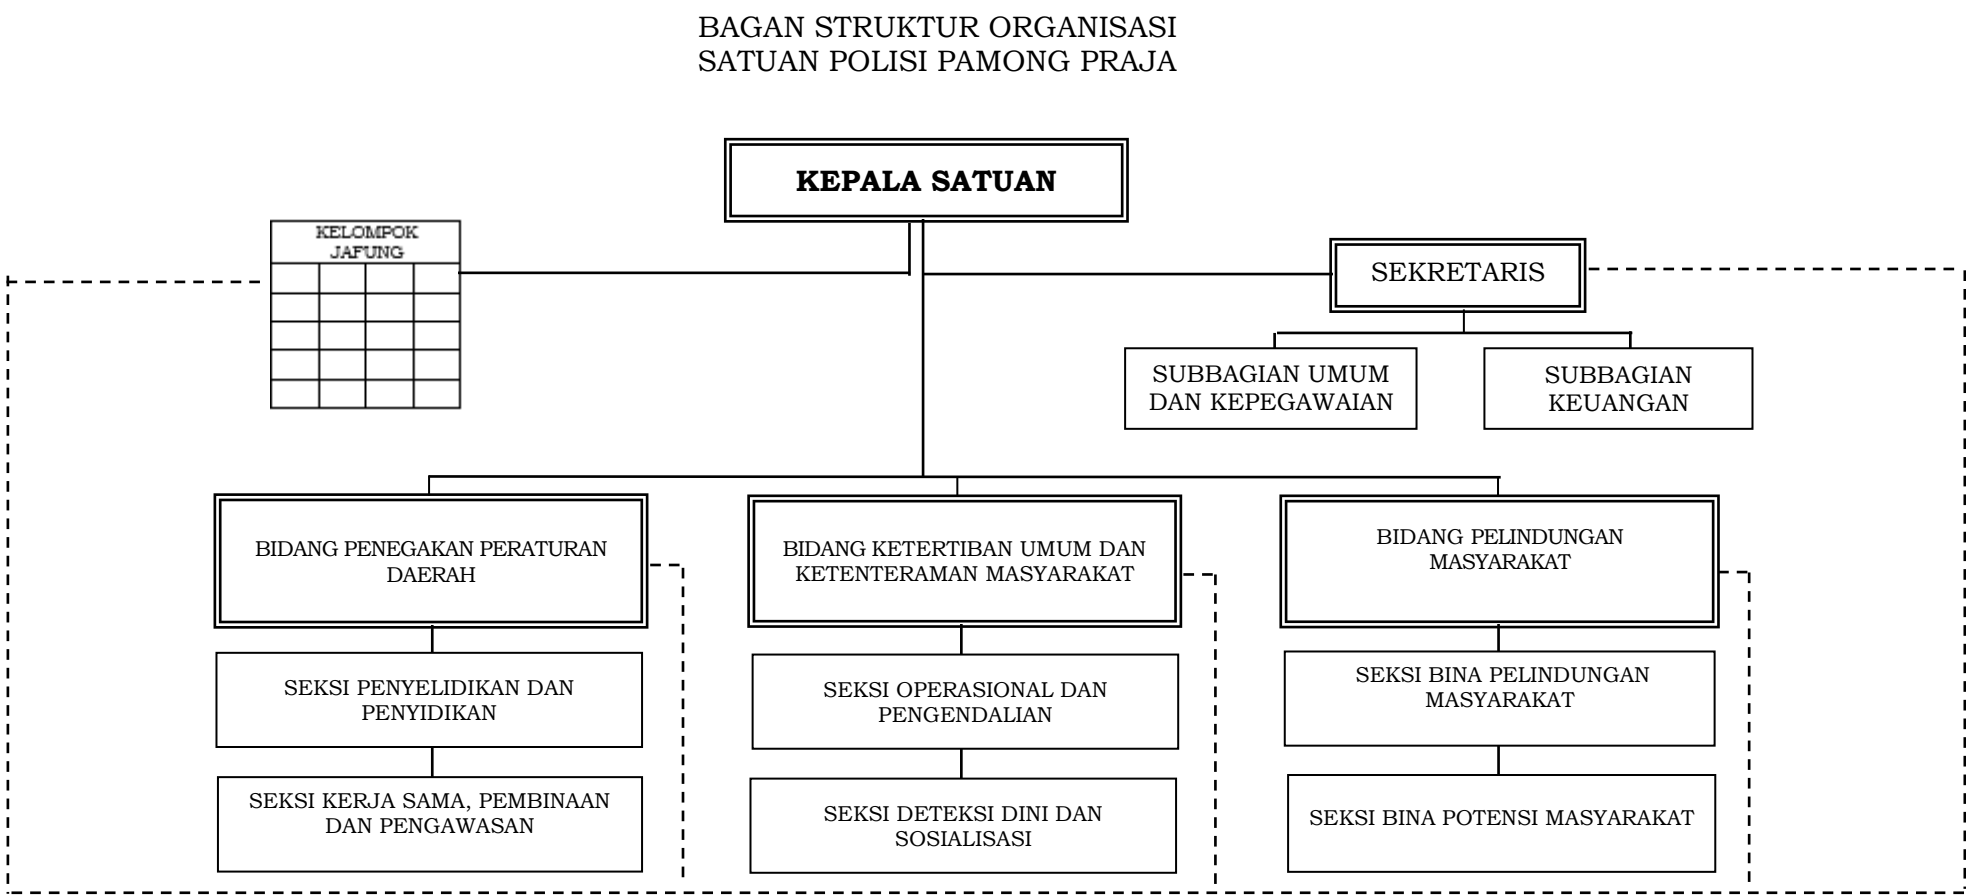 BAGAN STRUKTUR ORGANISASI
SATUAN POLISI PAMONG PRAJA
KEPALA SATUAN
KELOMPOK
JAFUNG
SEKRETARIS
SUBBAGIAN UMUM
DAN KEPEGAWAIAN
SUBBAGIAN
KEUANGAN
BIDANG PENEGAKAN PERATURAN
DAERAH
BIDANG KETERTIBAN UMUM DAN
KETENTERAMAN MASYARAKAT
BIDANG PELINDUNGAN
MASYARAKAT
SEKSI PENYELIDIKAN DAN
PENYIDIKAN
SEKSI OPERASIONAL DAN
PENGENDALIAN
SEKSI BINA PELINDUNGAN
MASYARAKAT
SEKSI KERJA SAMA, PEMBINAAN
DAN PENGAWASAN
SEKSI DETEKSI DINI DAN
SOSIALISASI
SEKSI BINA POTENSI MASYARAKAT